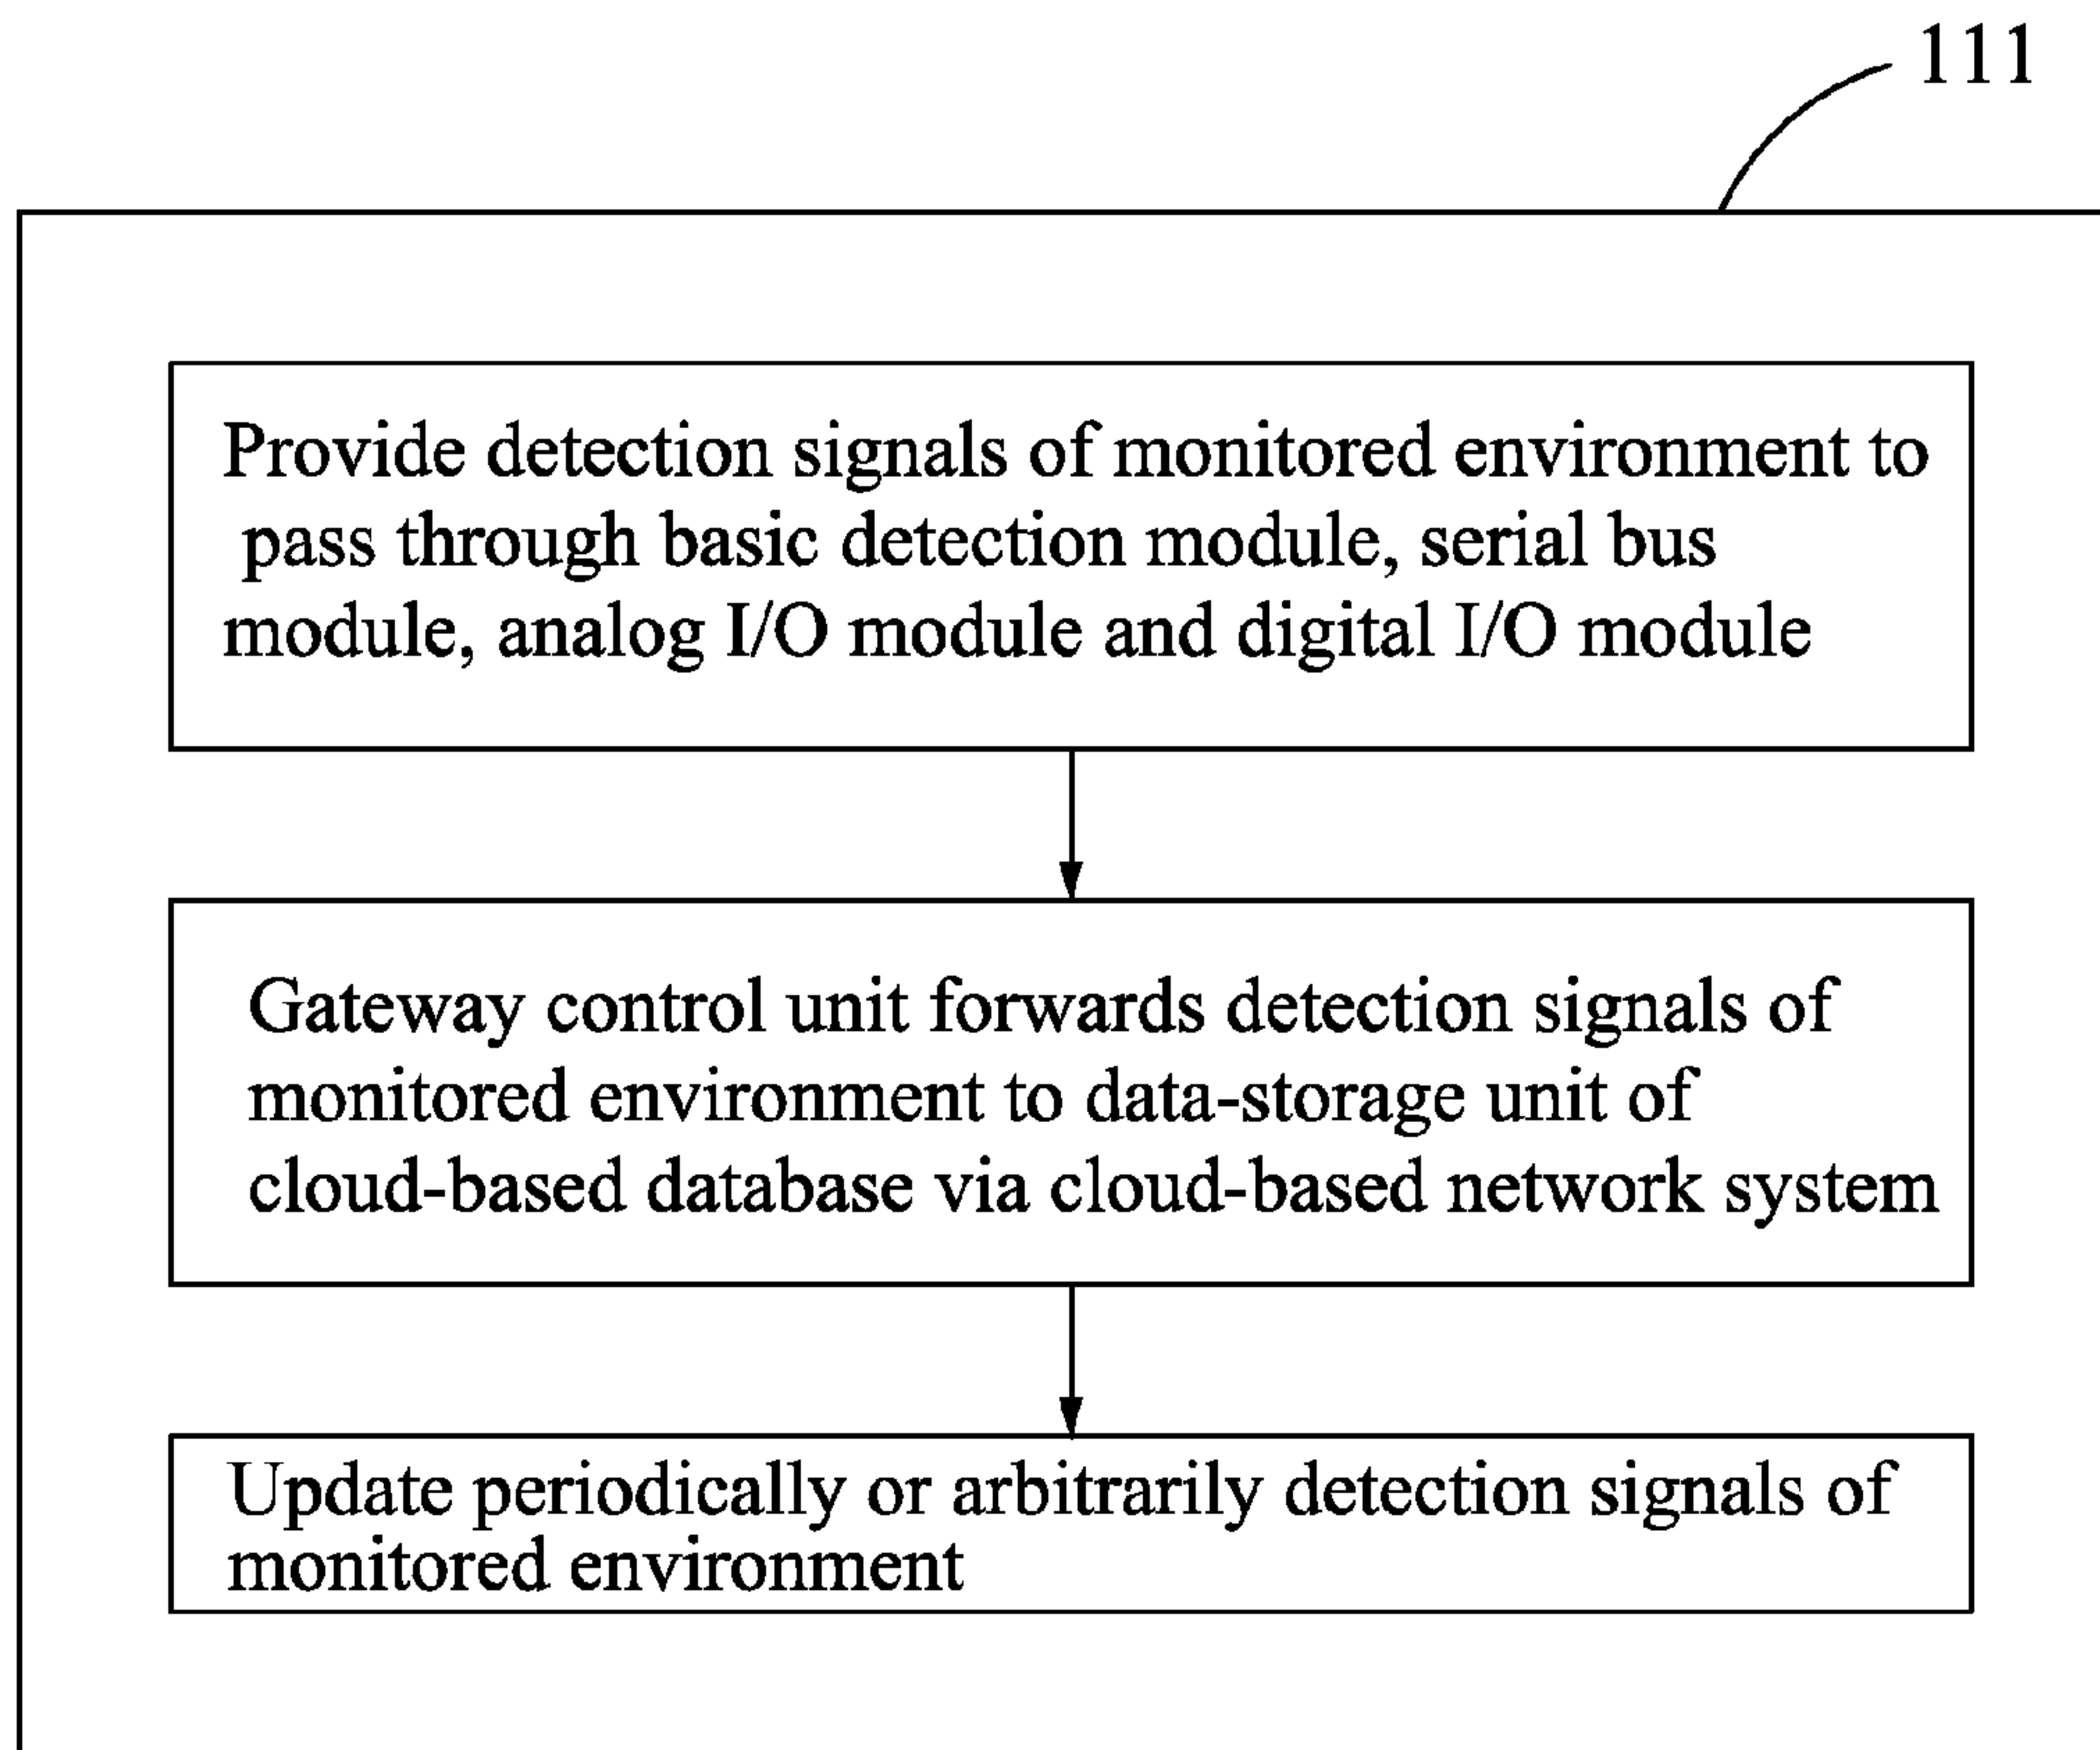 111
Provide detection signals of monitored environment to
pass through basic detection module, serial bus
module, analog I/O module and digital I/O module
Gateway control unit forwards detection signals of
monitored environment to data-storage unit of
cloud-based database via cloud-based network system
Update periodically or arbitrarily detection signals of
monitored environment